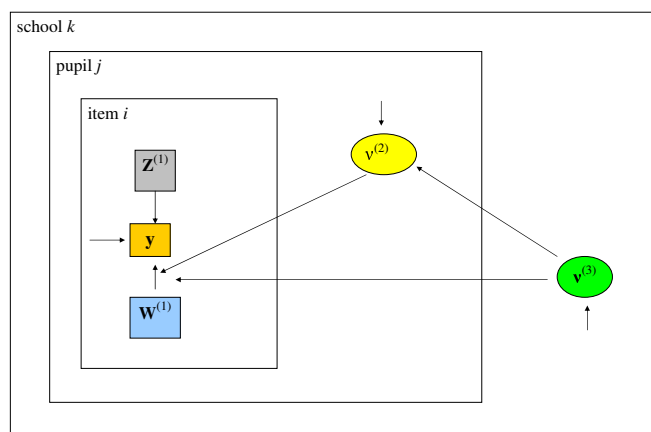 school k
pupil j
item i
Z^(1)
ν^(2)
y
ν^(3)
W^(1)